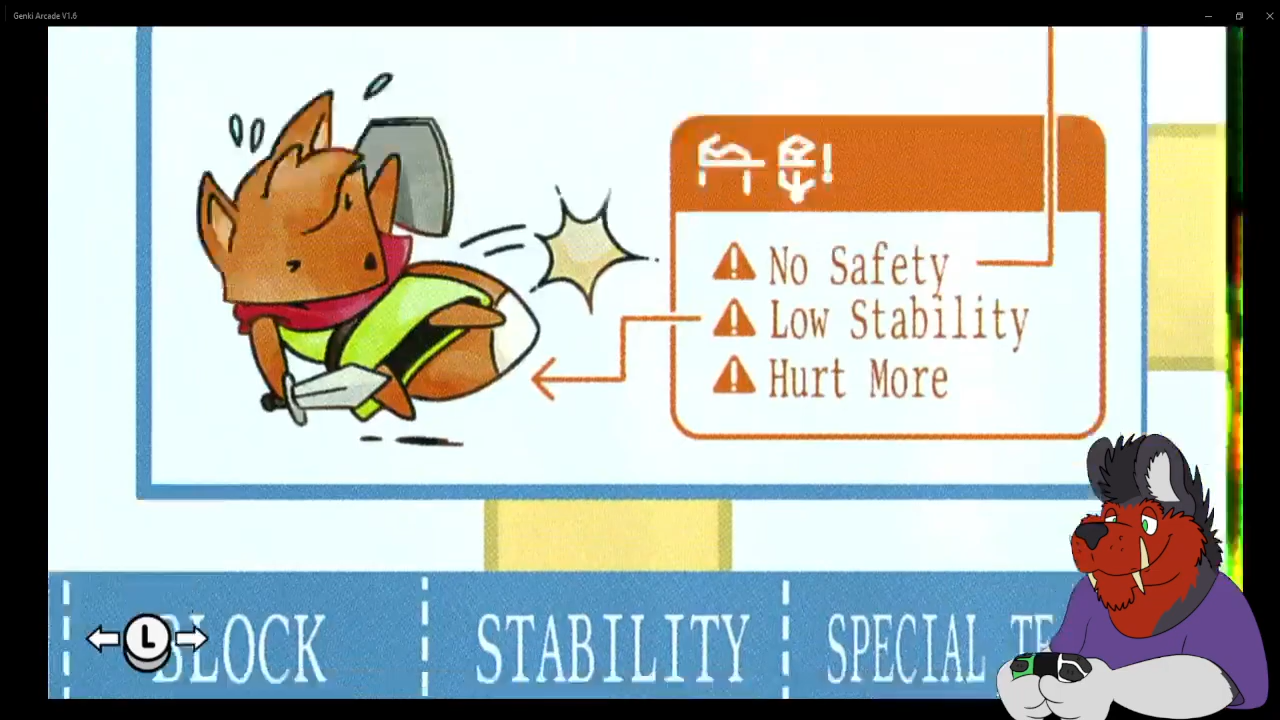 Genki Arcade V1.6
No Safety
Low Stability
Hurt More
L
BLOCK
STABILITY
SPECIAL